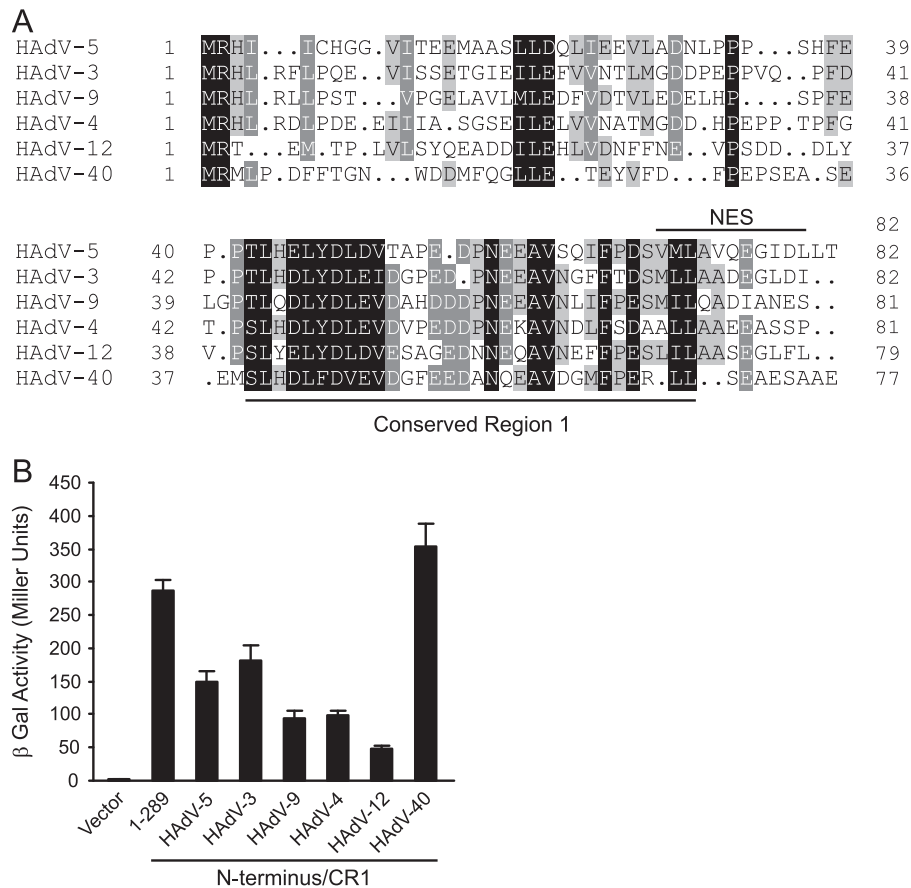 A
HAdV-5 1 MRHI...ICHGG.VITEEMAASLLDQLIEEVLADNLPPP...SHFE 39
HAdV-3 1 MRHL.RFLPQE..VISSETGIEILEFVVNTLMGDDPEPPVQ..PFD 41
HAdV-9 1 MRHL.RLLPST...VPGELAVLMLEDFVDTVLEDELHP....SPFE 38
HAdV-4 1 MRHL.RDLPDE.EIIIA.SGSEILELVVNATMGDD.HPEPP.TPFG 41
HAdV-12 1 MRT...EM.TP.LVLSYQEADDILEHLVDNFFNE..VPSDD.DLY 37
HAdV-40 1 MRMLP.DFFTGN...WDDMFQGLLE..TEYVFD..FPEPSEA.SE 36
NES
82
HAdV-5 40 P.PTLHELYDLDVTAPE.DPNEEAVSQIFPDSVMLAVQEGIDLLT 82
HAdV-3 42 P.PTLHDLYDLEIDGPED.PNEEAVNGFFTDSMLLAADEGLDI.. 82
HAdV-9 39 LGPTLQDLYDLEVDAHDDDPNEEAVNLIFPESMILQADIANES.. 81
HAdV-4 42 T.PSLHDLYDLEVDVPEDDPNEKAVNDLFSDAALLAAEEASSP.. 81
HAdV-12 38 V.PSLYELYDLDVESAGEDNNEQAVNEFFPESLILAASEGLFL.. 79
HAdV-40 37 .EMSLHDLFDVEVDGFEEDANQEAVDGMFPER.LL..SEAESAAE 77
Conserved Region 1
B
β Gal Activity (Miller Units)
450
400
350
300
250
200
150
100
50
0
Vector
1-289
HAdV-5
HAdV-3
HAdV-9
HAdV-4
HAdV-12
HAdV-40
N-terminus/CR1